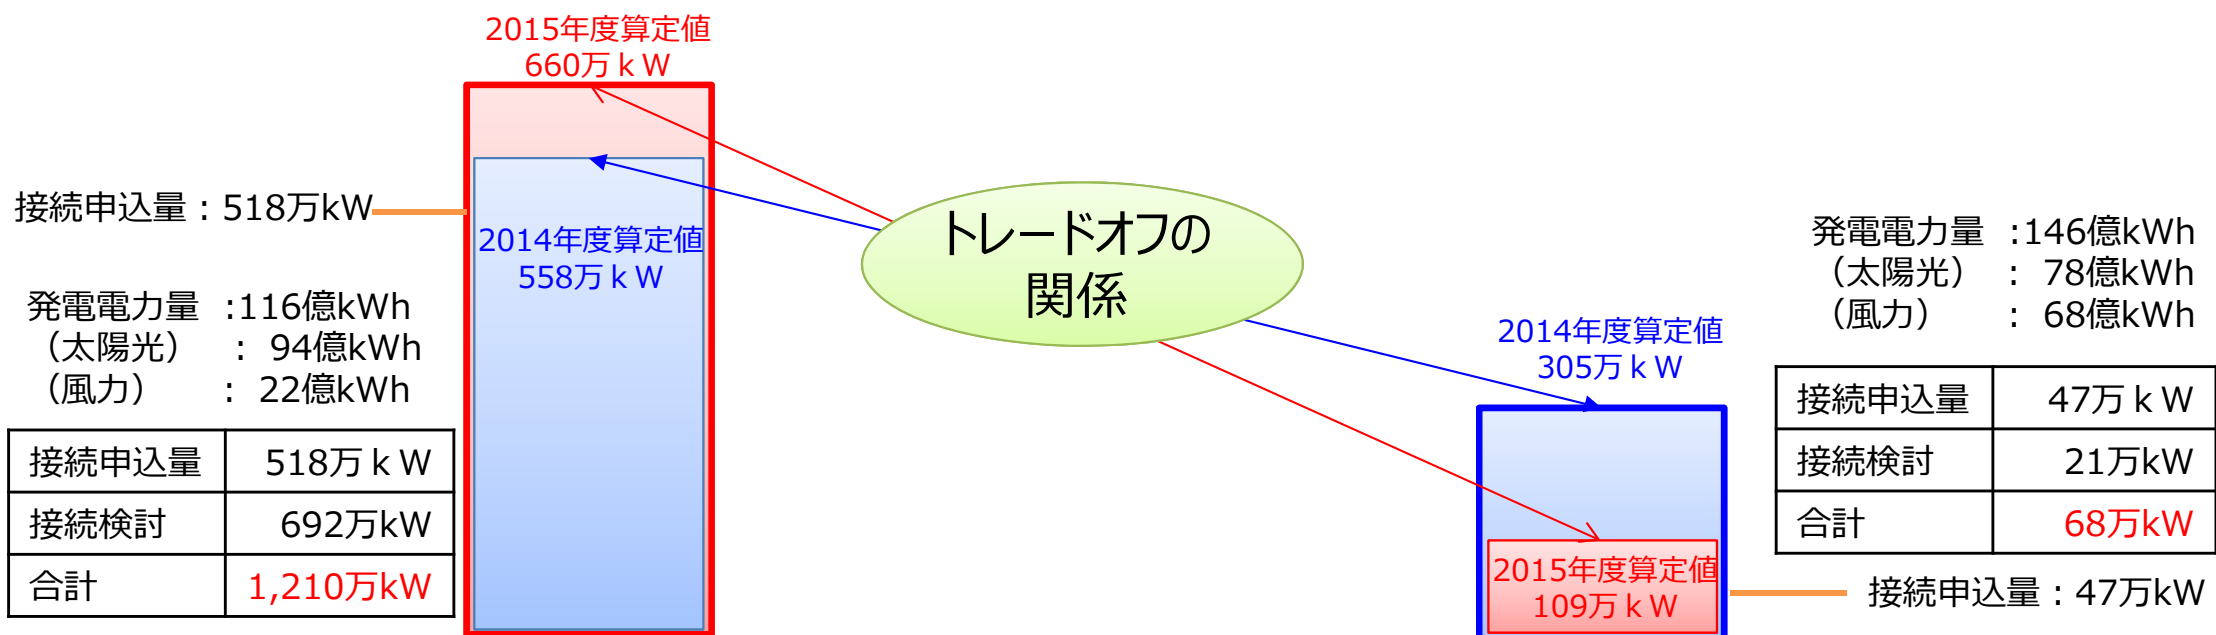 2015年度算定値
660万ｋW
接続申込量：518万kW
2014年度算定値
558万ｋW
発電電力量 :116億kWh
（太陽光） : 94億kWh
（風力） : 22億kWh
接続申込量 518万ｋW
接続検討 692万kW
合計 1,210万kW
トレードオフの
関係
2014年度算定値
305万ｋW
2015年度算定値
109万ｋW
発電電力量 :146億kWh
（太陽光） : 78億kWh
（風力） : 68億kWh
接続申込量 47万ｋW
接続検討 21万kW
合計 68万kW
接続申込量：47万kW